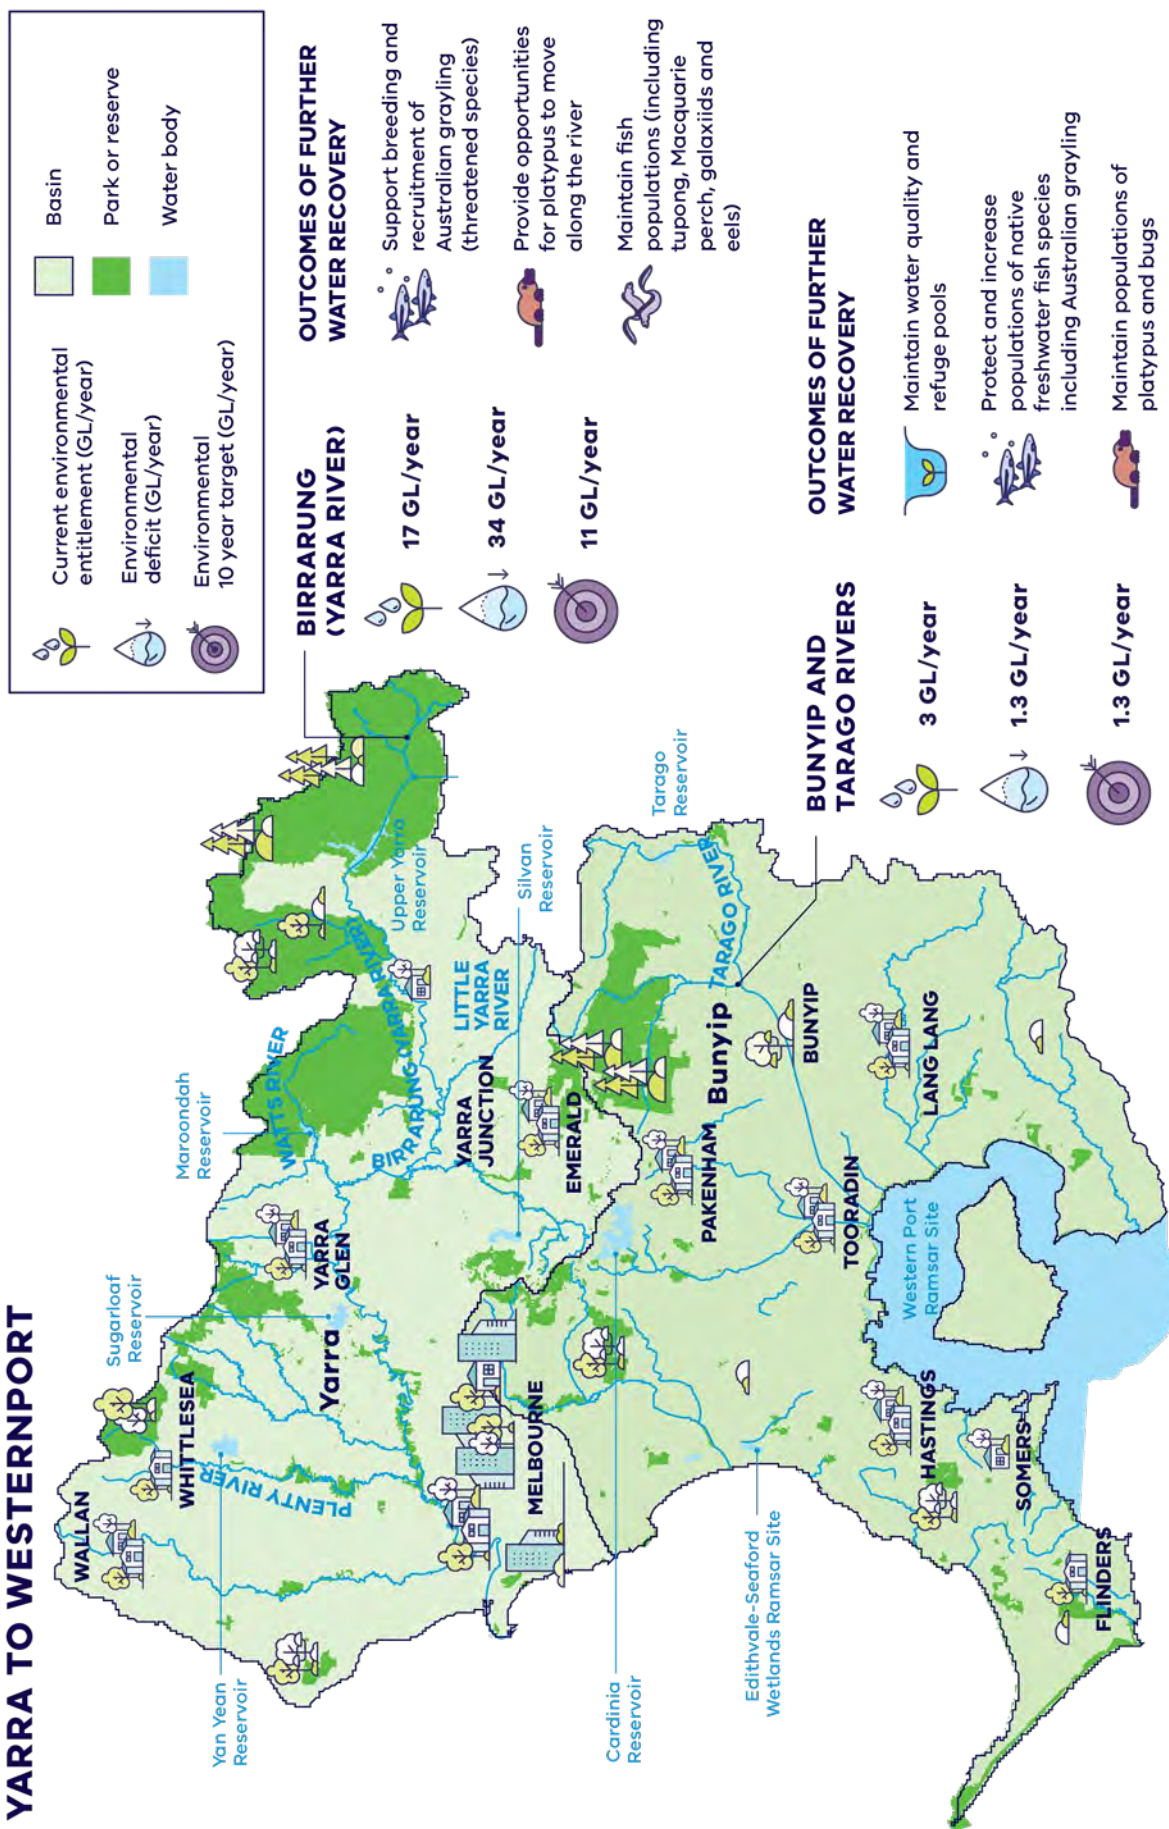 YARRA TO WESTERNPORT
Current environmental
entitlement (GL/year)
Environmental
deficit (GL/year)
Environmental
10 year target (GL/year)
Basin
Park or reserve
Water body
BIRRARUNG
(YARRA RIVER)
17 GL/year
34 GL/year
11 GL/year
OUTCOMES OF FURTHER
WATER RECOVERY
Support breeding and
recruitment of
Australian grayling
(threatened species)
Provide opportunities
for platypus to move
along the river
Maintain fish
populations (including
tupong, Macquarie
perch, galaxiids and
eels)
BUNYIP AND
TARAGO RIVERS
3 GL/year
1.3 GL/year
1.3 GL/year
OUTCOMES OF FURTHER
WATER RECOVERY
Maintain water quality and
refuge pools
Protect and increase
populations of native
freshwater fish species
including Australian grayling
Maintain populations of
platypus and bugs
WALLAN
WHITTLESEA
Sugarloaf
Reservoir
Maroondah
Reservoir
Yan Yean
Reservoir
PLENTY RIVER
Yarra
YARRA
GLEN
WATTS RIVER
BIRRARUNG (YARRA RIVER)
Upper Yarra
Reservoir
LITTLE
YARRA
RIVER
YARRA
JUNCTION
Silvan
Reservoir
MELBOURNE
EMERALD
Cardinia
Reservoir
PAKENHAM
Bunyip
TARAGO RIVER
Tarago
Reservoir
BUNYIP
Edithvale-Seaford
Wetlands Ramsar Site
TOORADIN
LANG LANG
Western Port
Ramsar Site
HASTINGS
SOMERS
FLINDERS